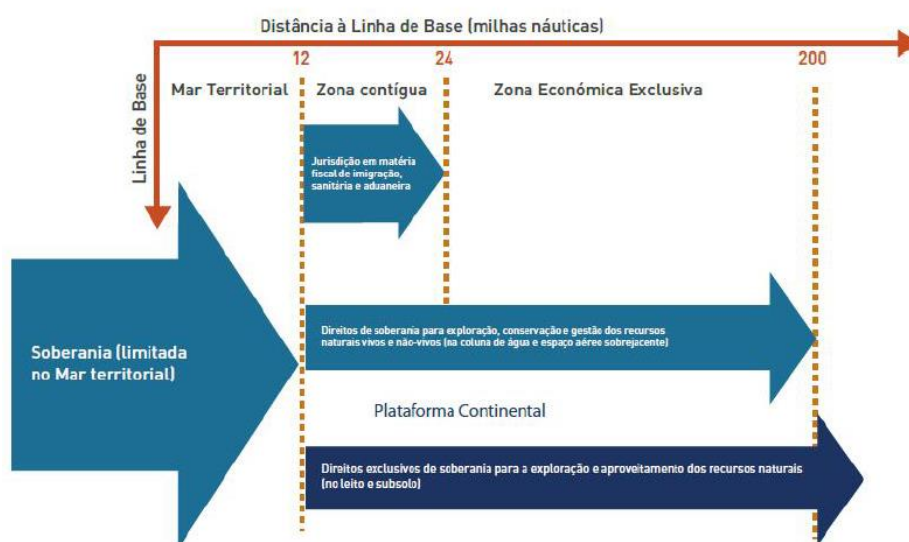 Distância à Linha de Base (milhas náuticas)
12
24
200
Linha de Base
Mar Territorial
Zona contígua
Zona Económica Exclusiva
Jurisdição em matéria
fiscal de imigração,
sanitária e aduaneira
Soberania (limitada
no Mar territorial)
Direitos de soberania para exploração, conservação e gestão dos recursos
naturais vivos e não-vivos (na coluna de água e espaço aéreo sobrejacente)
Plataforma Continental
Direitos exclusivos de soberania para a exploração e aproveitamento dos recursos naturais
(no leito e subsolo)